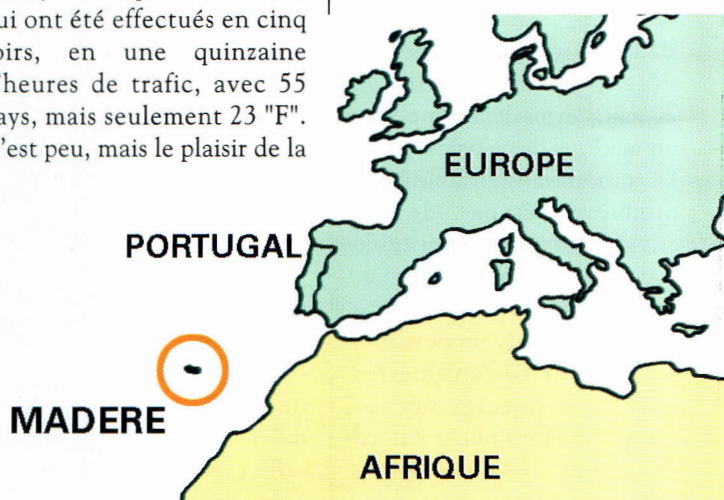 ui ont été effectués en cinq
oirs, en une quinzaine
'heures de trafic, avec 55
ays, mais seulement 23 "F".
'est peu, mais le plaisir de la
EUROPE
PORTUGAL
MADERE
AFRIQUE